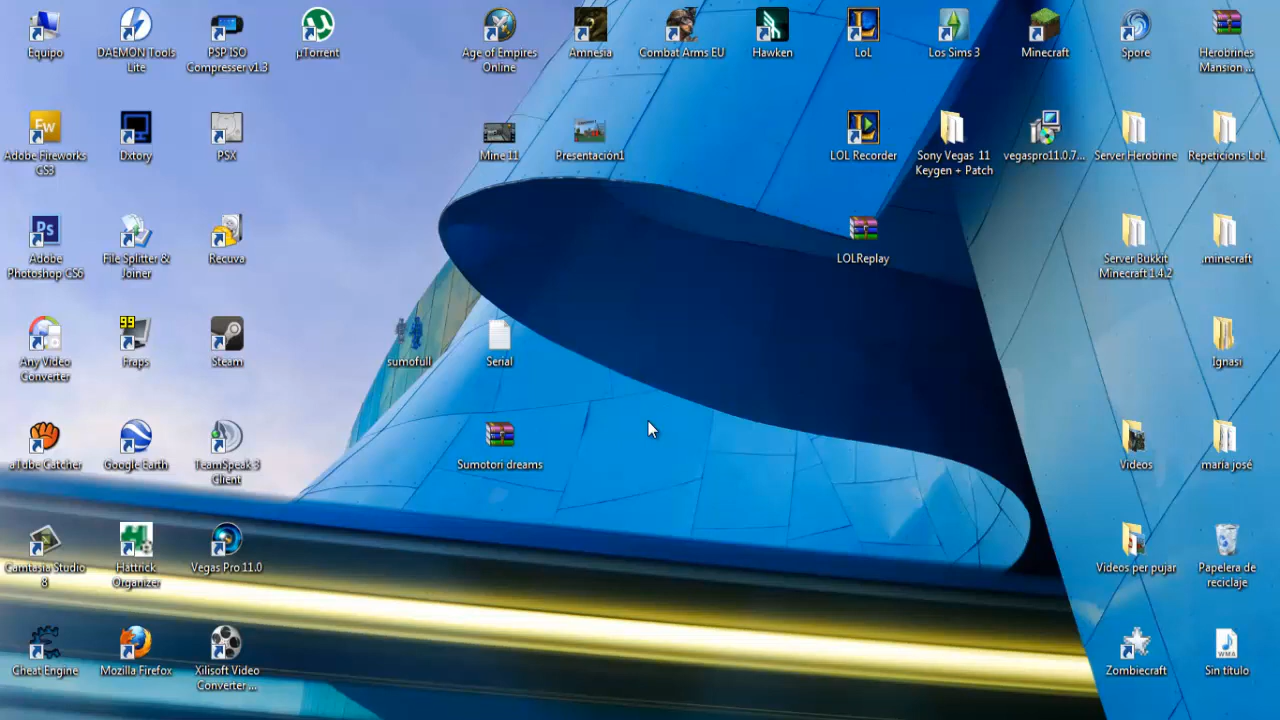 Equipo
DAEMON Tools
Lite
PSP ISO
Compresser v1.3
µTorrent
Age of Empires
Online
Amnesia
Combat Arms EU
Hawken
LoL
Los Sims 3
Minecraft
Spore
Herobrines
Mansion ...
Fw
Adobe Fireworks
CS3
Dxtory
PSX
Mine 11
Presentación1
LOL Recorder
Sony Vegas 11
Keygen + Patch
vegaspro11.0.7...
Server Herobrine
Repeticions LoL
Ps
Adobe
Photoshop CS6
File Splitter &
Joiner
Recuva
LOLReplay
Server Bukkit
Minecraft 1.4.2
.minecraft
Any Video
Converter
99
Fraps
Steam
sumofull
Serial
Ignasi
aTube Catcher
Google Earth
TeamSpeak 3
Client
Sumotori dreams
Videos
maria josé
Camtasia Studio
8
Hattrick
Organizer
Vegas Pro 11.0
Videos per pujar
Papelera de
reciclaje
Cheat Engine
Mozilla Firefox
Xilisoft Video
Converter ...
Zombiecraft
WMA
Sin título